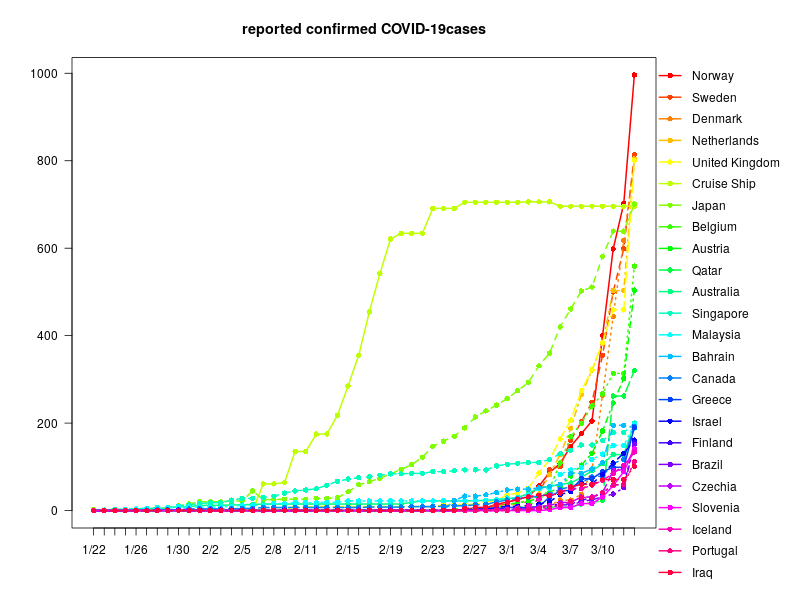 reported confirmed COVID-19cases
1000
800
600
400
200
0
1/22 1/26 1/30 2/2 2/5 2/8 2/11 2/15 2/19 2/23 2/27 3/1 3/4 3/7 3/10
Norway
Sweden
Denmark
Netherlands
United Kingdom
Cruise Ship
Japan
Belgium
Austria
Qatar
Australia
Singapore
Malaysia
Bahrain
Canada
Greece
Israel
Finland
Brazil
Czechia
Slovenia
Iceland
Portugal
Iraq